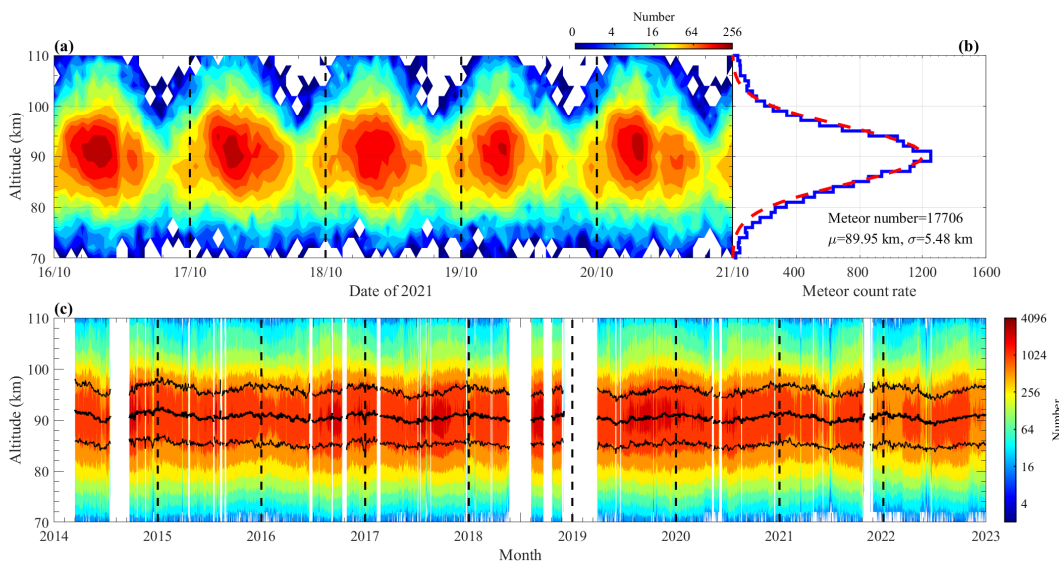 Number
0 4 16 64 256
(a) (b)
110
100
90
80
70
Altitude (km)
16/10 17/10 18/10 19/10 20/10 21/10
Date of 2021
Meteor number=17706
μ=89.95 km, σ=5.48 km
400 800 1200 1600
Meteor count rate
(c)
110
100
90
80
70
Altitude (km)
2014 2015 2016 2017 2018 2019 2020 2021 2022 2023
Month
4096
1024
256
64
16
4
Number